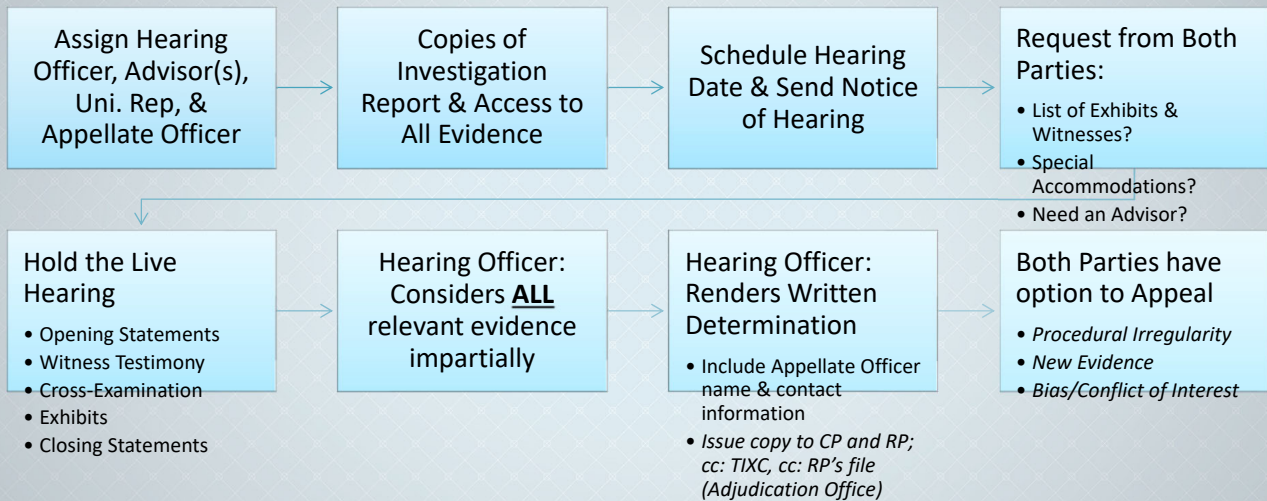 Assign Hearing
Officer, Advisor(s),
Uni. Rep, &
Appellate Officer
Copies of
Investigation
Report & Access to
All Evidence
Schedule Hearing
Date & Send Notice
of Hearing
Request from Both
Parties:
• List of Exhibits &
Witnesses?
• Special
Accommodations?
• Need an Advisor?
Hold the Live
Hearing
• Opening Statements
• Witness Testimony
• Cross-Examination
• Exhibits
• Closing Statements
Hearing Officer:
Considers ALL
relevant evidence
impartially
Hearing Officer:
Renders Written
Determination
• Include Appellate Officer
name & contact
information
• Issue copy to CP and RP;
cc: TIXC, cc: RP's file
(Adjudication Office)
Both Parties have
option to Appeal
• Procedural Irregularity
• New Evidence
• Bias/Conflict of Interest